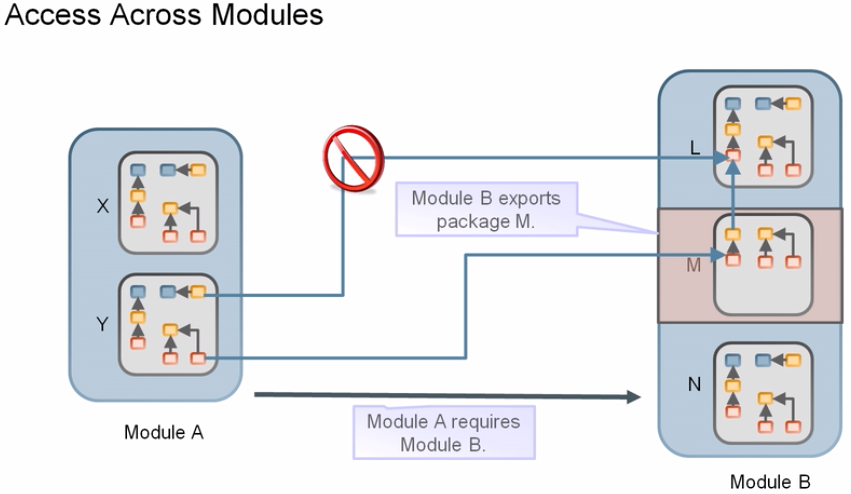 Access Across Modules
L
Module B exports
package M.
X
M
Y
N
Module A requires
Module B.
Module A
Module B